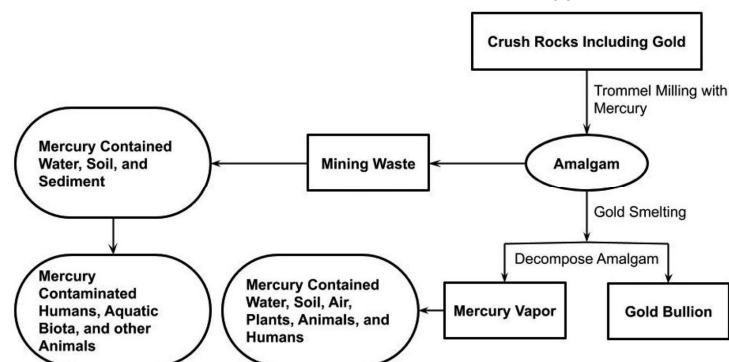 Crush Rocks Including Gold
Trommel Milling with
Mercury
Mercury Contained
Water, Soil, and
Sediment
Mining Waste
Amalgam
Gold Smelting
Decompose Amalgam
Mercury
Contaminated
Humans, Aquatic
Biota, and other
Animals
Mercury Contained
Water, Soil, Air,
Plants, Animals, and
Humans
Mercury Vapor
Gold Bullion